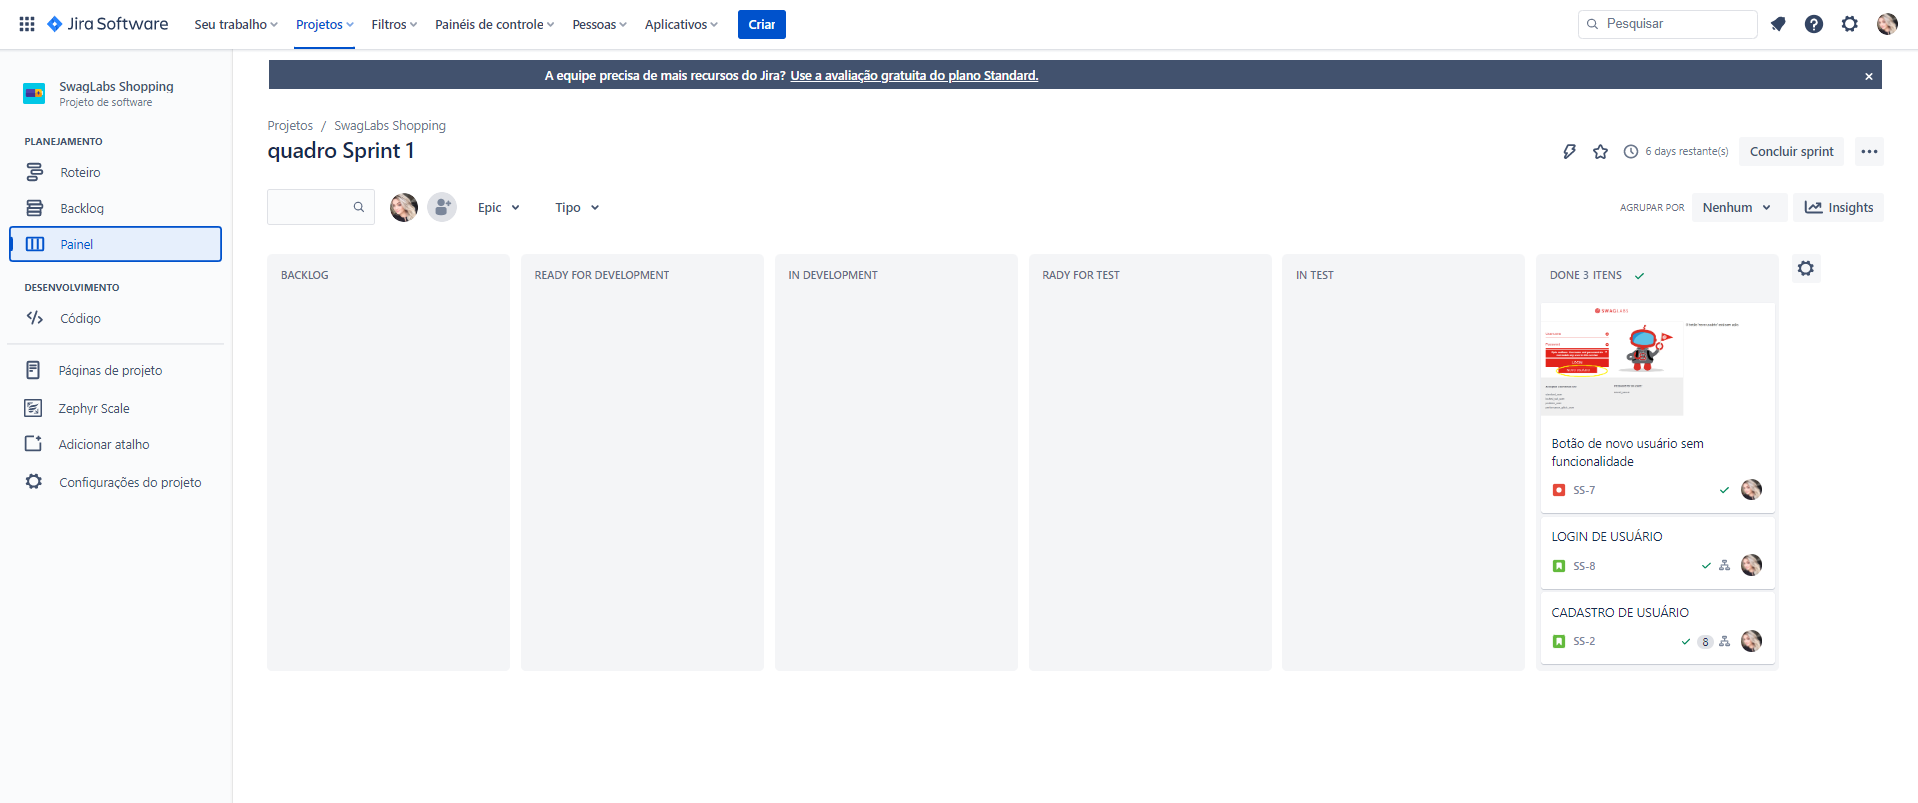 Jira Software
Seu trabalho
Projetos
Filtros
Painéis de controle
Pessoas
Aplicativos
Criar
Pesquisar
SwagLabs Shopping
Projeto de software
PLANEJAMENTO
Roteiro
Backlog
Painel
DESENVOLVIMENTO
Código
Páginas de projeto
Zephyr Scale
Adicionar atalho
Configurações do projeto
A equipe precisa de mais recursos do Jira? Use a avaliação gratuita do plano Standard.
Projetos / SwagLabs Shopping
quadro Sprint 1
6 days restante(s)
Concluir sprint
Epic
Tipo
AGRUPAR POR
Nenhum
Insights
BACKLOG
READY FOR DEVELOPMENT
IN DEVELOPMENT
RADY FOR TEST
IN TEST
DONE 3 ITENS
SWAGLABS
LOGIN
Botão de novo usuário sem
funcionalidade
SS-7
LOGIN DE USUÁRIO
SS-8
CADASTRO DE USUÁRIO
SS-2
8